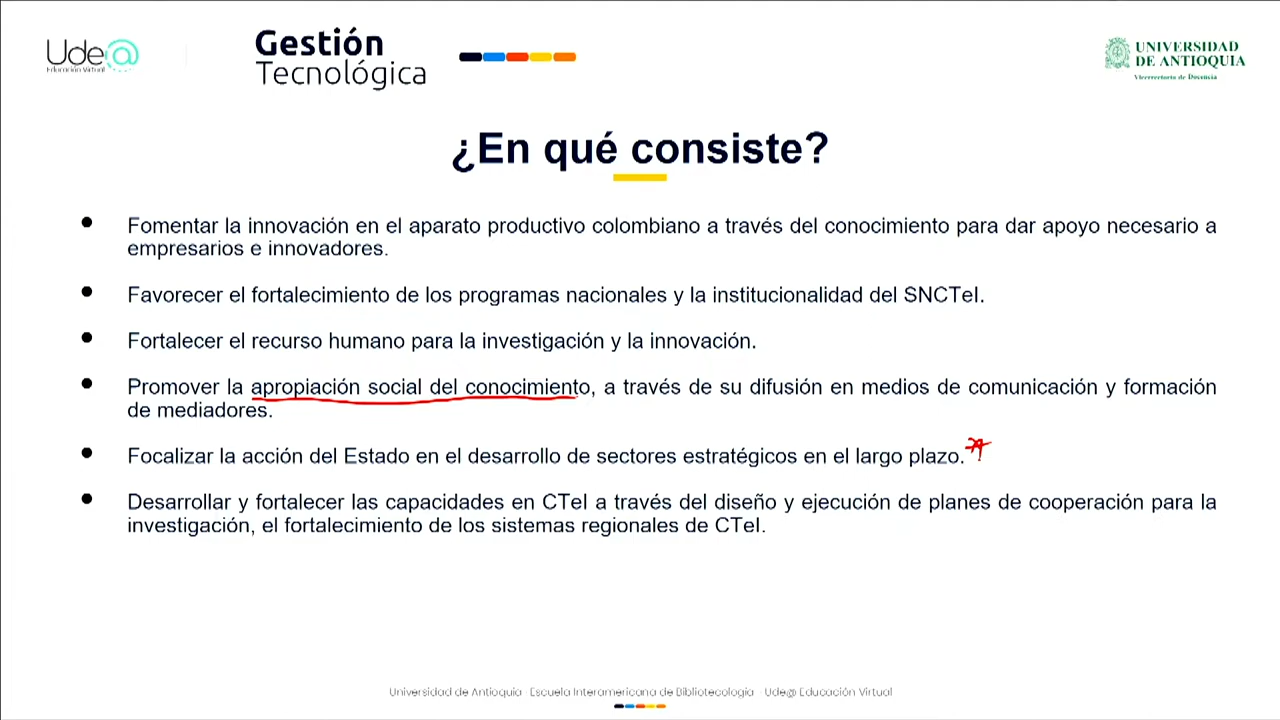 Ude@
Educación Virtual
Gestión
Tecnológica
UNIVERSIDAD
DE ANTIOQUIA
Vicerrectoría de Docencia
¿En qué consiste?
● Fomentar la innovación en el aparato productivo colombiano a través del conocimiento para dar apoyo necesario a
empresarios e innovadores.
● Favorecer el fortalecimiento de los programas nacionales y la institucionalidad del SNCTeI.
● Fortalecer el recurso humano para la investigación y la innovación.
● Promover la apropiación social del conocimiento, a través de su difusión en medios de comunicación y formación
de mediadores.
● Focalizar la acción del Estado en el desarrollo de sectores estratégicos en el largo plazo.
● Desarrollar y fortalecer las capacidades en CTeI a través del diseño y ejecución de planes de cooperación para la
investigación, el fortalecimiento de los sistemas regionales de CTeI.
Universidad de Antioquia · Escuela Interamericana de Bibliotecología · Ude@ Educación Virtual